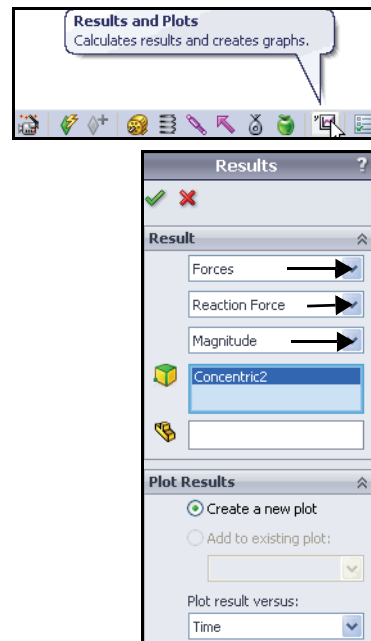 Results and Plots
Calculates results and creates graphs.
Results ?
Result
Forces
Reaction Force
Magnitude
Concentric2
Plot Results
Create a new plot
Add to existing plot:
Plot result versus:
Time